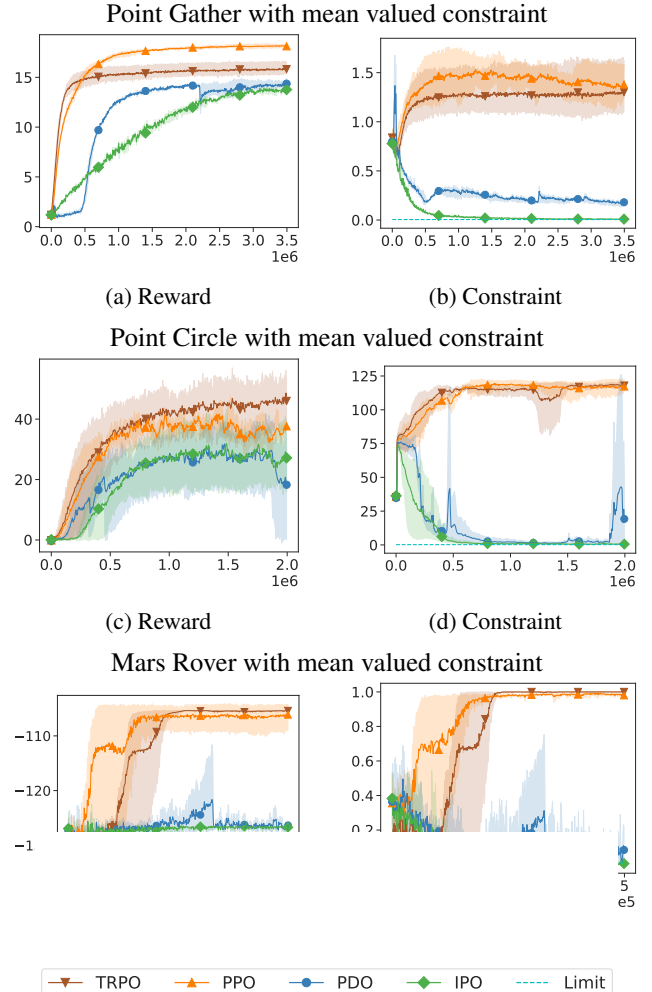 Point Gather with mean valued constraint
15
10
5
0
0.0 0.5 1.0 1.5 2.0 2.5 3.0 3.5
1e6
1.5
1.0
0.5
0.0
0.0 0.5 1.0 1.5 2.0 2.5 3.0 3.5
1e6
(a) Reward
(b) Constraint
Point Circle with mean valued constraint
40
20
0
0.0 0.5 1.0 1.5 2.0
1e6
125
100
75
50
25
0
0.0 0.5 1.0 1.5 2.0
1e6
(c) Reward
(d) Constraint
Mars Rover with mean valued constraint
−110
−120
−1
1.0
0.8
0.6
0.4
0.2
5
e5
TRPO PPO PDO IPO Limit